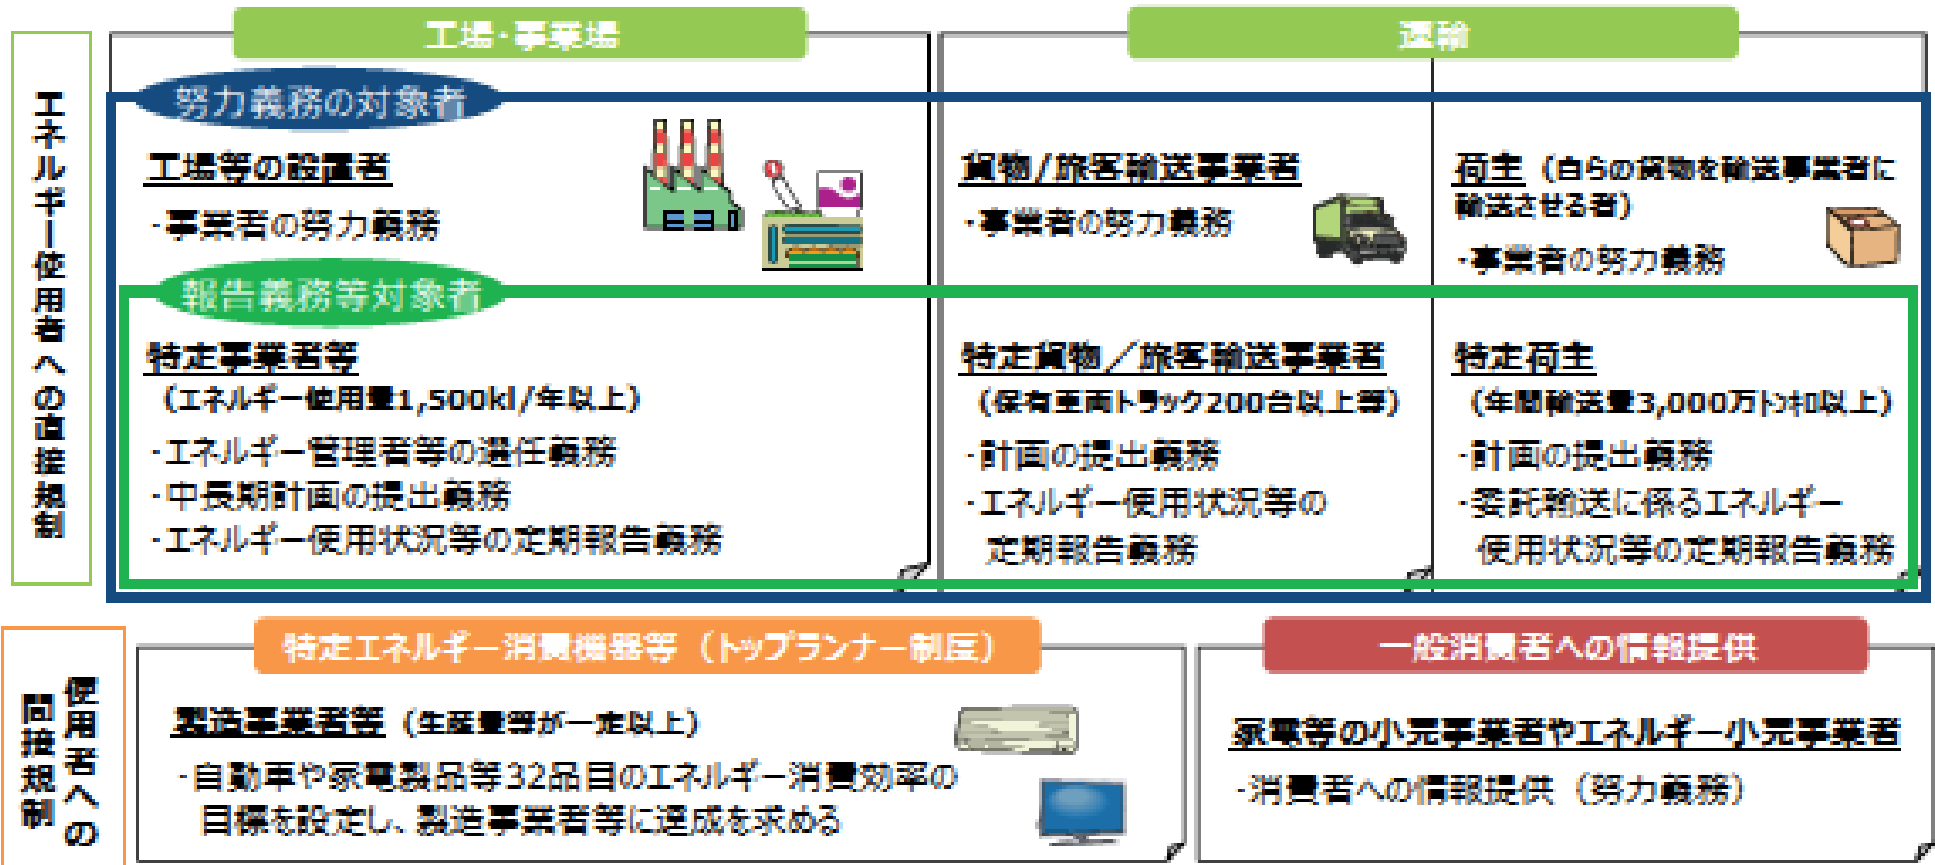 エネルギー使用者への直接規制
工場・事業場
運輸
努力義務の対象者
工場等の設置者
・事業者の努力義務
貨物/旅客輸送事業者
・事業者の努力義務
荷主（自らの貨物を輸送事業者に
輸送させる者）
・事業者の努力義務
報告義務等対象者
特定事業者等
（エネルギー使用量1,500kl/年以上）
・エネルギー管理者等の選任義務
・中長期計画の提出義務
・エネルギー使用状況等の定期報告義務
特定貨物／旅客輸送事業者
（保有車両トラック200台以上等）
・計画の提出義務
・エネルギー使用状況等の
定期報告義務
特定荷主
（年間輸送量3,000万ﾄﾝｷﾛ以上）
・計画の提出義務
・委託輸送に係るエネルギー
使用状況等の定期報告義務
使用者への
間接規制
特定エネルギー消費機器等（トップランナー制度）
製造事業者等（生産量等が一定以上）
・自動車や家電製品等32品目のエネルギー消費効率の
目標を設定し、製造事業者等に達成を求める
一般消費者への情報提供
家電等の小売事業者やエネルギー小売事業者
・消費者への情報提供（努力義務）